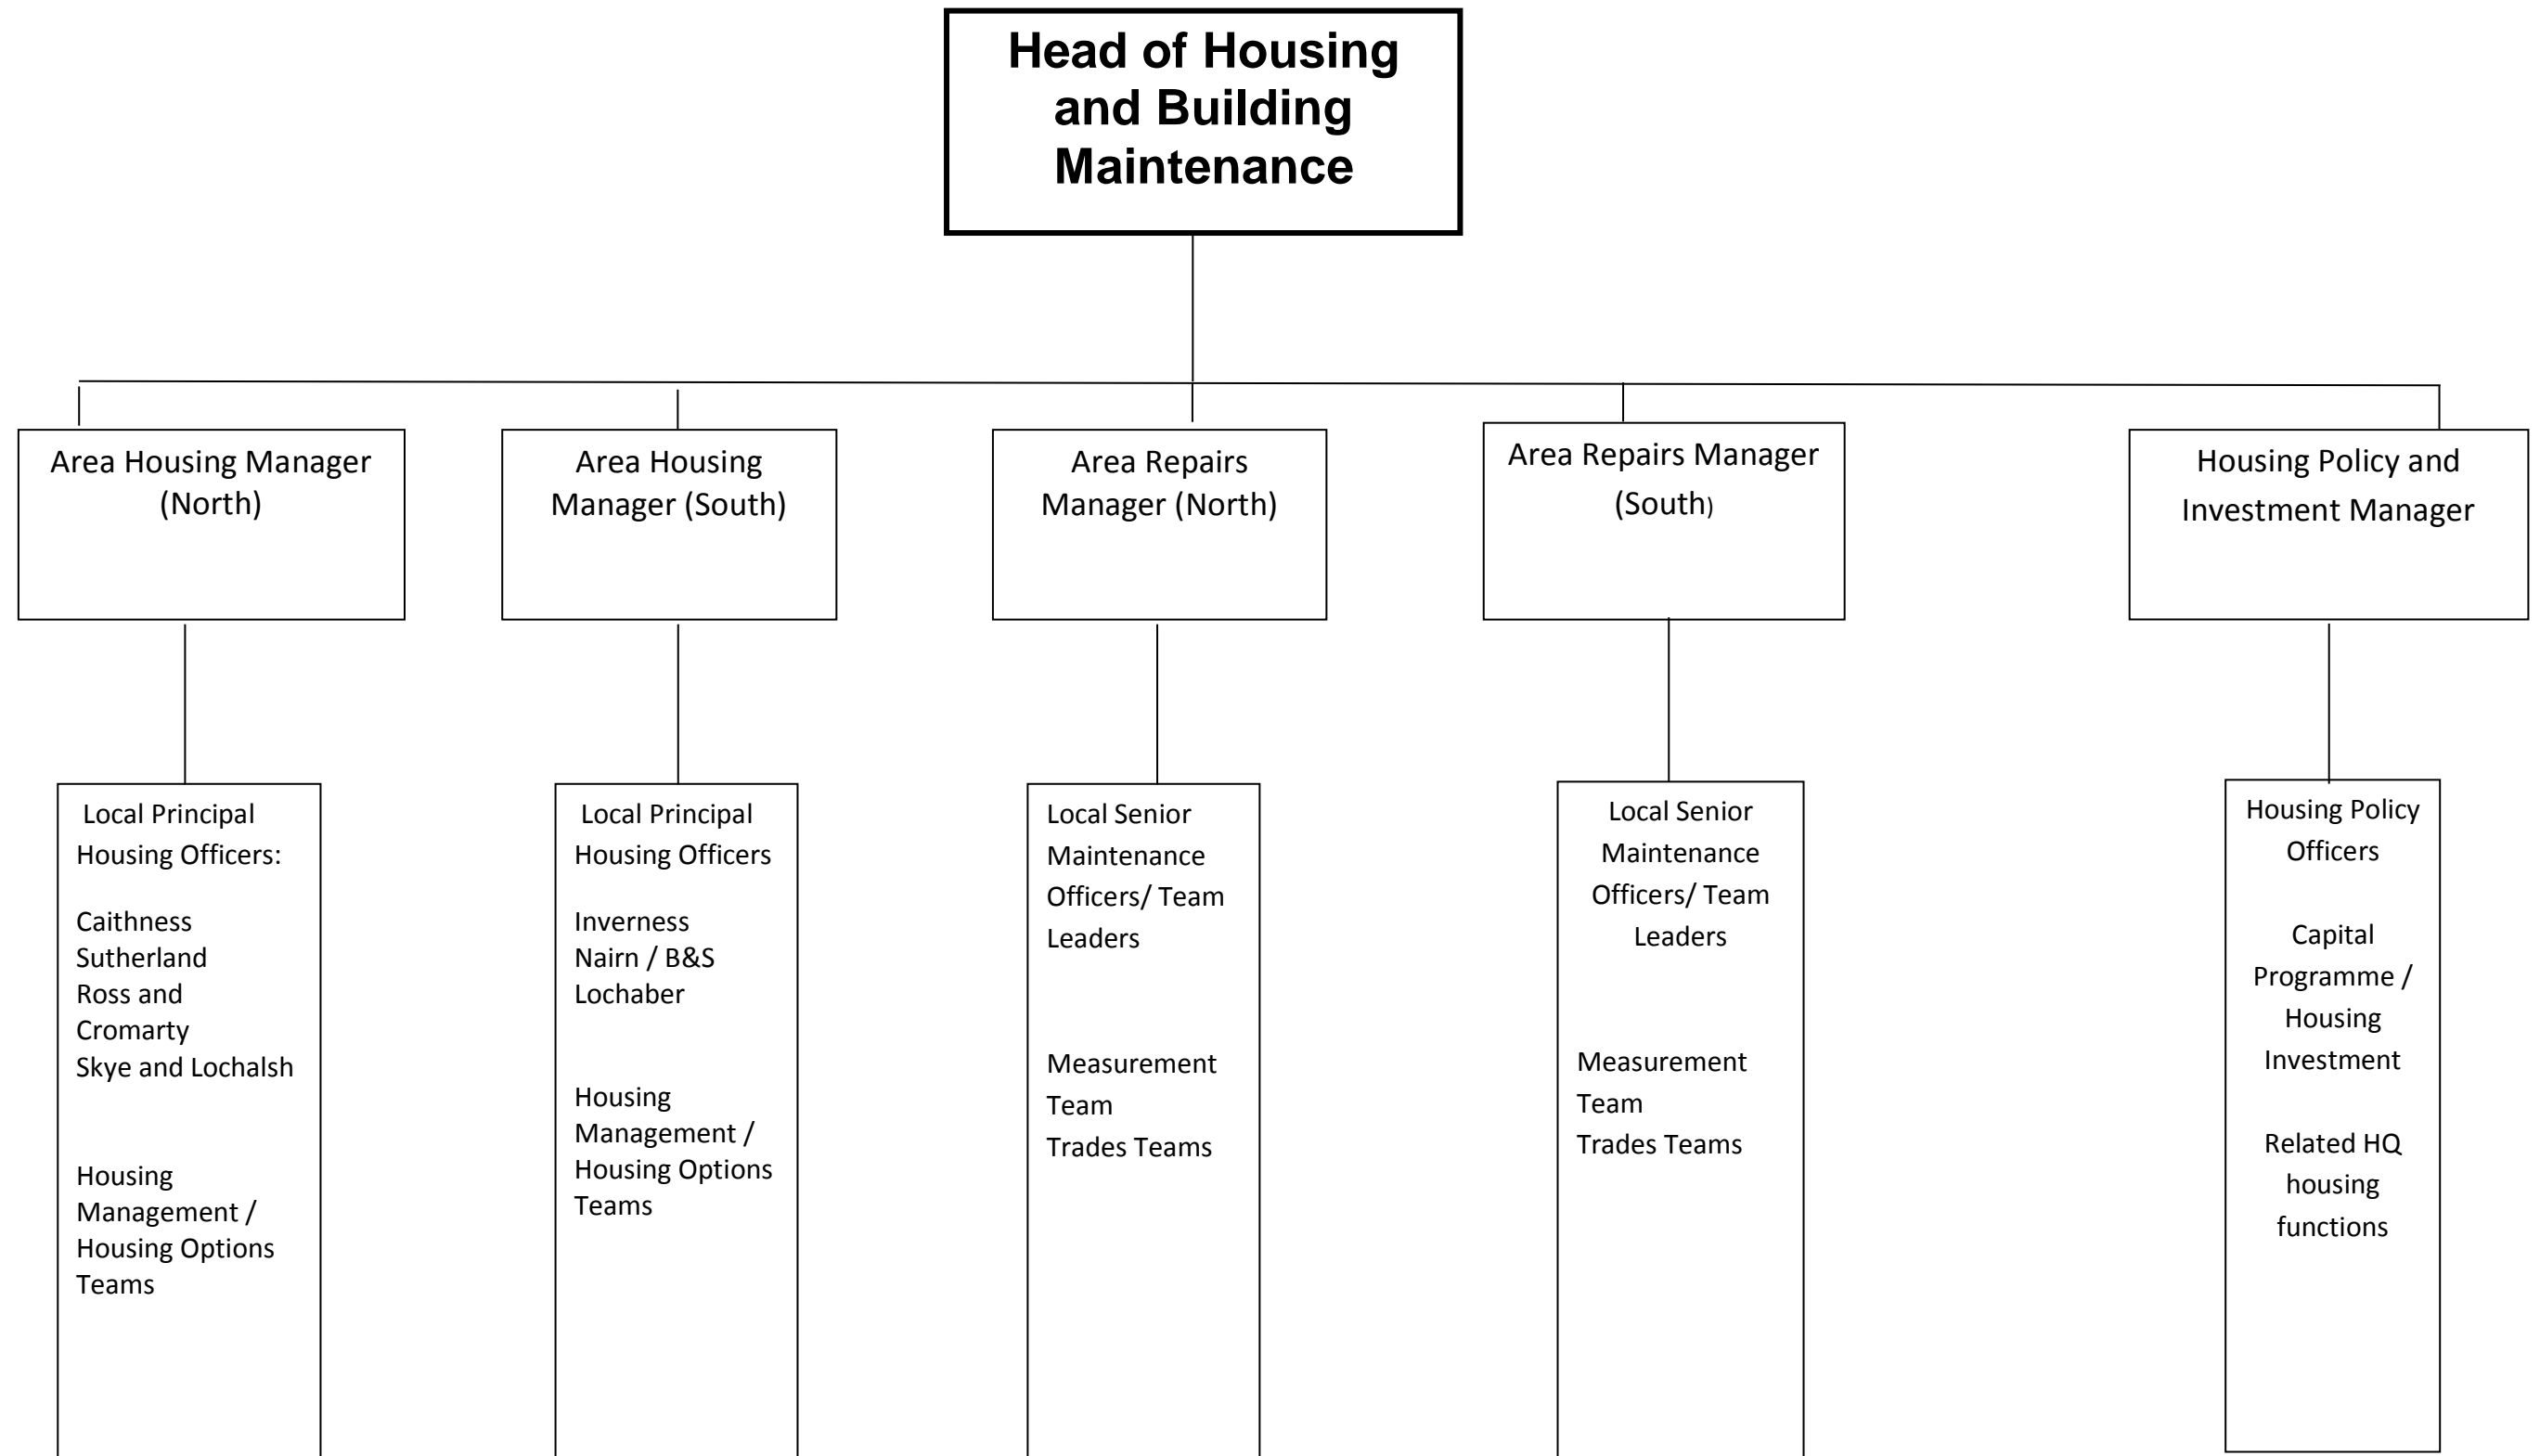 Head of Housing
and Building
Maintenance
Area Housing Manager
(North)
Area Housing
Manager (South)
Area Repairs
Manager (North)
Area Repairs Manager
(South)
Housing Policy and
Investment Manager
Local Principal
Housing Officers:
Caithness
Sutherland
Ross and
Cromarty
Skye and Lochalsh
Housing
Management /
Housing Options
Teams
Local Principal
Housing Officers
Inverness
Nairn / B&S
Lochaber
Housing
Management /
Housing Options
Teams
Local Senior
Maintenance
Officers/ Team
Leaders
Measurement
Team
Trades Teams
Local Senior
Maintenance
Officers/ Team
Leaders
Measurement
Team
Trades Teams
Housing Policy
Officers
Capital
Programme /
Housing
Investment
Related HQ
housing
functions